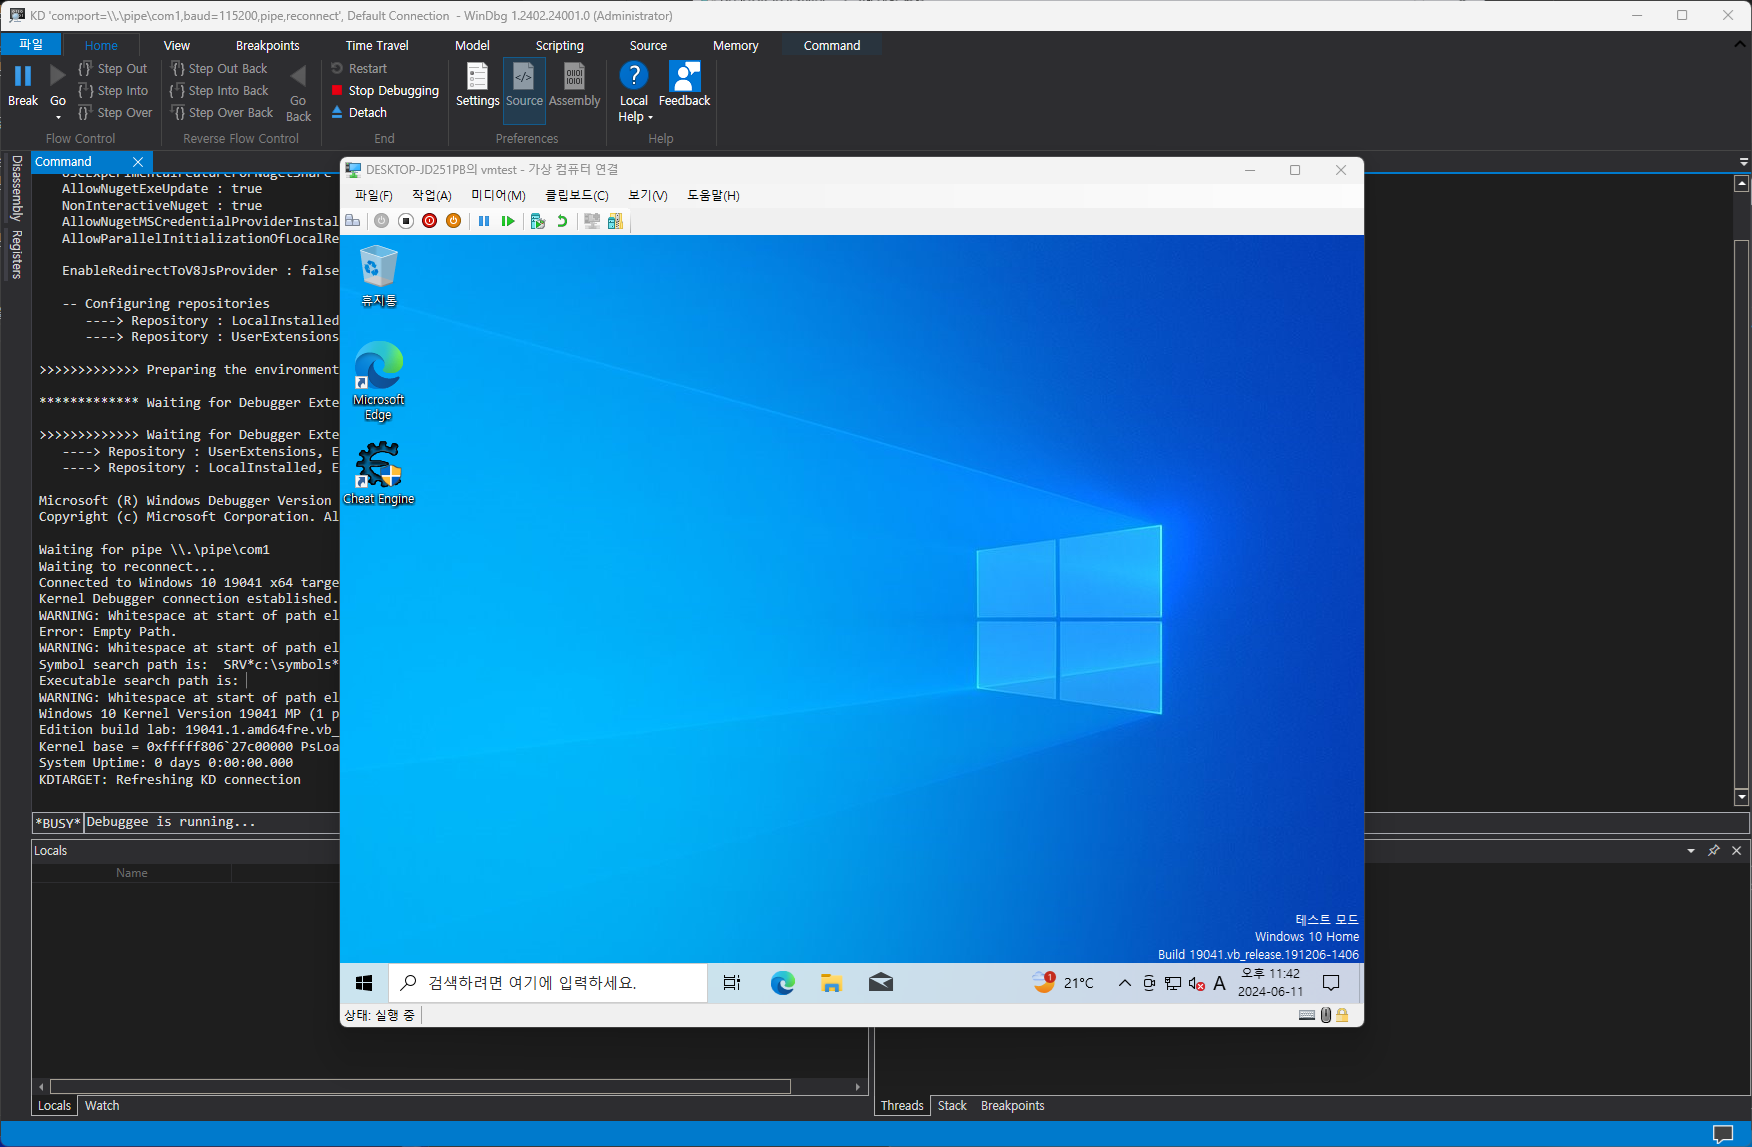 KD 'com:port=\\.\pipe\com1,baud=115200,pipe,reconnect', Default Connection - WinDbg 1.2402.24001.0 (Administrator)
파일 Home View Breakpoints Time Travel Model Scripting Source Memory Command
Break
Go
Step Out
Step Into
Step Over
Flow Control
Step Out Back
Step Into Back
Step Over Back
Go Back
Reverse Flow Control
Restart
Stop Debugging
Detach
End
Settings
Source
Assembly
Preferences
Local Help
Feedback
Help
Disassembly
Registers
Command
AllowNugetExeUpdate : true
NonInteractiveNuget : true
AllowNugetMSCredentialProviderInstal
AllowParallelInitializationOfLocalRe
EnableRedirectToV8JsProvider : false
-- Configuring repositories
----> Repository : LocalInstalled
----> Repository : UserExtensions
>>>>>>>>>>>>> Preparing the environment
************* Waiting for Debugger Exte
>>>>>>>>>>>>> Waiting for Debugger Exte
----> Repository : UserExtensions, E
----> Repository : LocalInstalled, E
Microsoft (R) Windows Debugger Version
Copyright (c) Microsoft Corporation. Al
Waiting for pipe \\.\pipe\com1
Waiting to reconnect...
Connected to Windows 10 19041 x64 targe
Kernel Debugger connection established.
WARNING: Whitespace at start of path el
Error: Empty Path.
WARNING: Whitespace at start of path el
Symbol search path is:  SRV*c:\symbols*
Executable search path is:
WARNING: Whitespace at start of path el
Windows 10 Kernel Version 19041 MP (1 p
Edition build lab: 19041.1.amd64fre.vb_
Kernel base = 0xfffff806`27c00000 PsLoa
System Uptime: 0 days 0:00:00.000
KDTARGET: Refreshing KD connection
*BUSY* Debuggee is running...
Locals
Name
Locals Watch
Threads Stack Breakpoints
DESKTOP-JD251PB의 vmtest - 가상 컴퓨터 연결
파일(F) 작업(A) 미디어(M) 클립보드(C) 보기(V) 도움말(H)
휴지통
Microsoft
Edge
Cheat Engine
테스트 모드
Windows 10 Home
Build 19041.vb_release.191206-1406
검색하려면 여기에 입력하세요.
1
21°C
A
오후 11:42
2024-06-11
상태: 실행 중